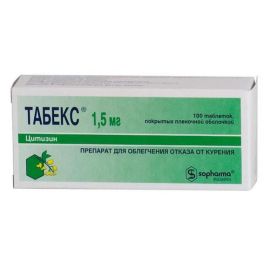 ТАБЕКС® 1,5 мг
100 таблеток,
покрытых пленочной оболочкой
Цитизин
ПРЕПАРАТ ДЛЯ ОБЛЕГЧЕНИЯ ОТКАЗА ОТ КУРЕНИЯ
sopharma